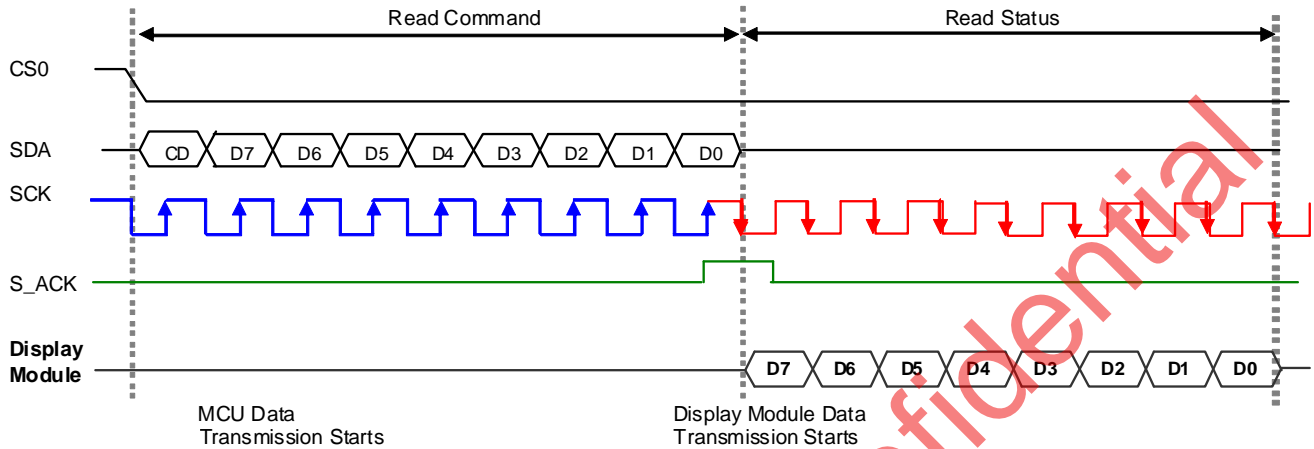 Read Command
Read Status
CS0
SDA
CD D7 D6 D5 D4 D3 D2 D1 D0
SCK
S_ACK
Display
Module
D7 D6 D5 D4 D3 D2 D1 D0
MCU Data
Transmission Starts
Display Module Data
Transmission Starts